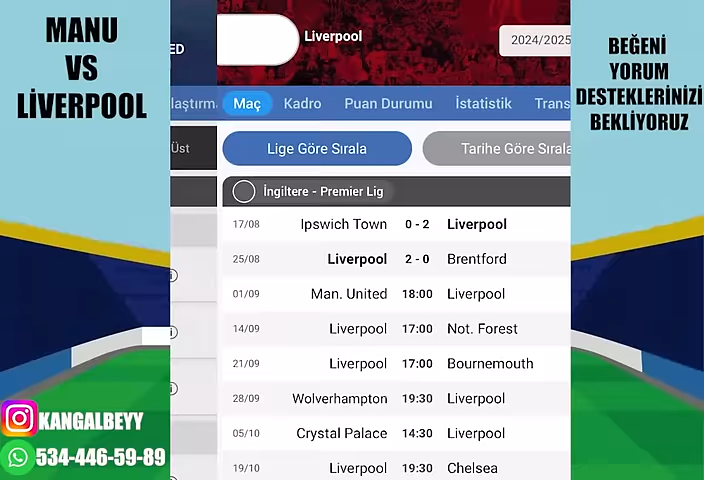 MANU
VS
LİVERPOOL
ED
Liverpool
2024/2025
BEĞENİ
YORUM
DESTEKLERİNİZİ
BEKLİYORUZ
laştırm
Maç Kadro Puan Durumu İstatistik Trans
Üst
Lige Göre Sırala Tarihe Göre Sırala
İngiltere - Premier Lig
17/08 Ipswich Town 0 - 2 Liverpool
25/08 Liverpool 2 - 0 Brentford
01/09 Man. United 18:00 Liverpool
14/09 Liverpool 17:00 Not. Forest
21/09 Liverpool 17:00 Bournemouth
28/09 Wolverhampton 19:30 Liverpool
05/10 Crystal Palace 14:30 Liverpool
19/10 Liverpool 19:30 Chelsea
KANGALBEYY
534-446-59-89